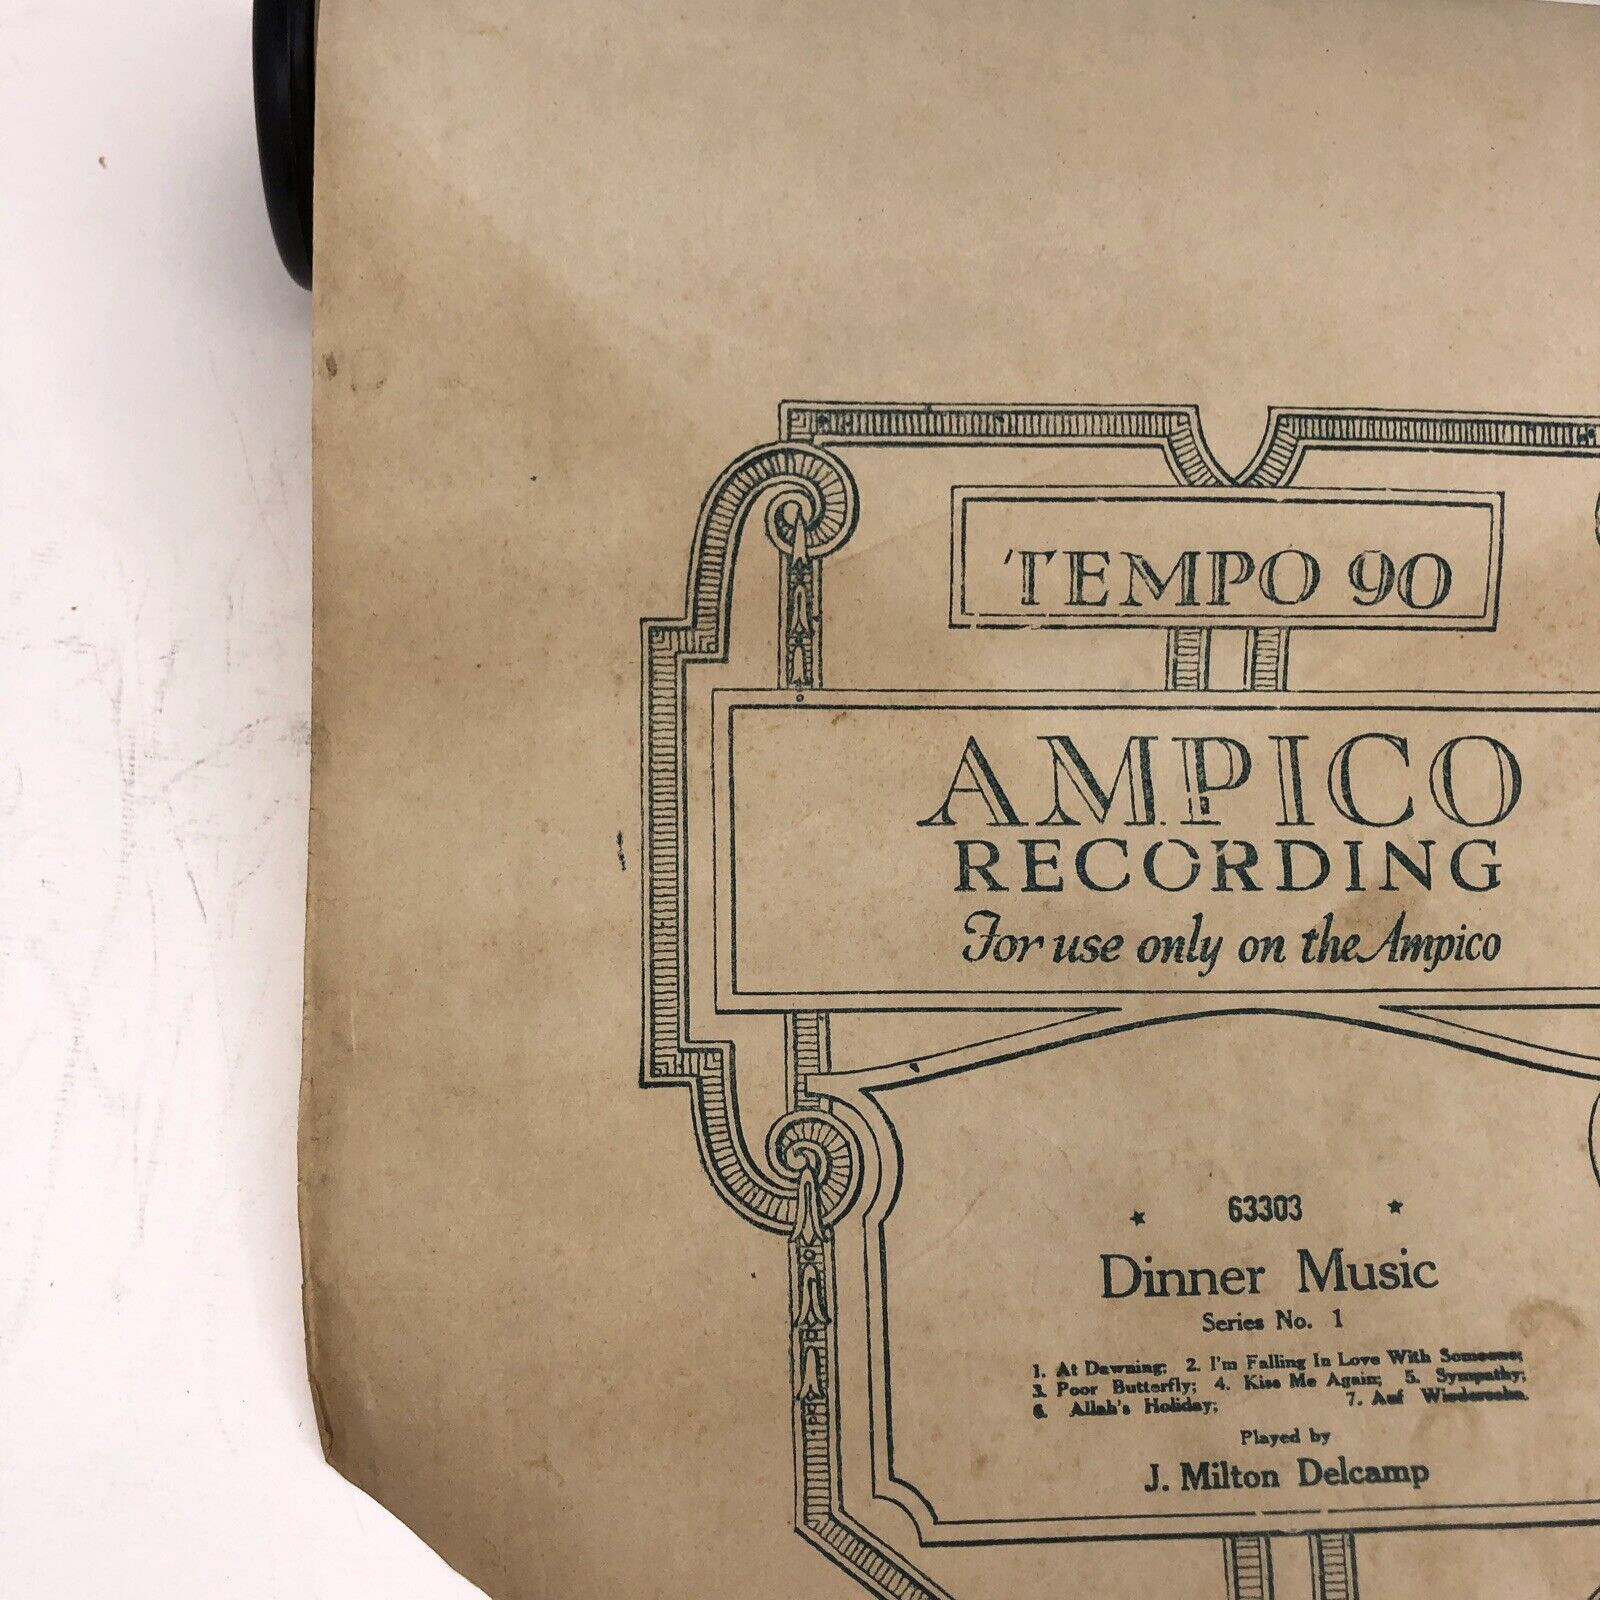 TEMPO 90
AMPICO
RECORDING
For use only on the Ampico
★ 63303 ★
Dinner Music
Series No. 1
1. At Dawning; 2. I'm Falling In Love With Someone;
3. Poor Butterfly; 4. Kiss Me Again; 5. Sympathy;
6. Allah's Holiday; 7. Auf Wiedersehn.
Played by
J. Milton Delcamp